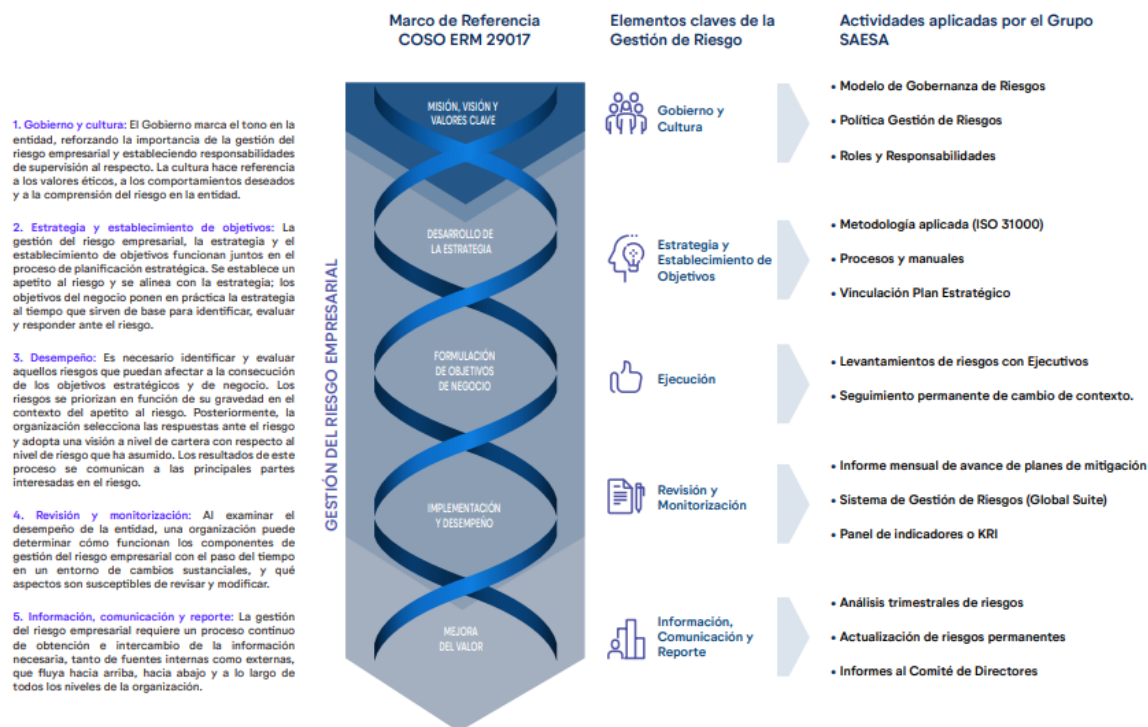 Marco de Referencia
COSO ERM 29017
Elementos claves de la
Gestión de Riesgo
Actividades aplicadas por el Grupo
SAESA
1. Gobierno y cultura: El Gobierno marca el tono en la
entidad, reforzando la importancia de la gestión del
riesgo empresarial y estableciendo responsabilidades
de supervisión al respecto. La cultura hace referencia
a los valores éticos, a los comportamientos deseados
y a la comprensión del riesgo en la entidad.
2. Estrategia y establecimiento de objetivos: La
gestión del riesgo empresarial, la estrategia y el
establecimiento de objetivos funcionan juntos en el
proceso de planificación estratégica. Se establece un
apetito al riesgo y se alinea con la estrategia; los
objetivos del negocio ponen en práctica la estrategia
al tiempo que sirven de base para identificar, evaluar
y responder ante el riesgo.
3. Desempeño: Es necesario identificar y evaluar
aquellos riesgos que puedan afectar a la consecución
de los objetivos estratégicos y de negocio. Los
riesgos se priorizan en función de su gravedad en el
contexto del apetito al riesgo. Posteriormente, la
organización selecciona las respuestas ante el riesgo
y adopta una visión a nivel de cartera con respecto al
nivel de riesgo que ha asumido. Los resultados de este
proceso se comunican a las principales partes
interesadas en el riesgo.
4. Revisión y monitorización: Al examinar el
desempeño de la entidad, una organización puede
determinar cómo funcionan los componentes de
gestión del riesgo empresarial con el paso del tiempo
en un entorno de cambios sustanciales, y qué
aspectos son susceptibles de revisar y modificar.
5. Información, comunicación y reporte: La gestión
del riesgo empresarial requiere un proceso continuo
de obtención e intercambio de la información
necesaria, tanto de fuentes internas como externas,
que fluya hacia arriba, hacia abajo y a lo largo de
todos los niveles de la organización.
GESTIÓN DEL RIESGO EMPRESARIAL
MISIÓN, VISIÓN Y
VALORES CLAVE
DESARROLLO DE
LA ESTRATEGIA
FORMULACIÓN
DE OBJETIVOS
DE NEGOCIO
IMPLEMENTACIÓN
Y DESEMPEÑO
MEJORA
DEL VALOR
Gobierno y
Cultura
• Modelo de Gobernanza de Riesgos
• Política Gestión de Riesgos
• Roles y Responsabilidades
Estrategia y
Establecimiento de
Objetivos
• Metodología aplicada (ISO 31000)
• Procesos y manuales
• Vinculación Plan Estratégico
Ejecución
• Levantamientos de riesgos con Ejecutivos
• Seguimiento permanente de cambio de contexto.
Revisión y
Monitorización
• Informe mensual de avance de planes de mitigación
• Sistema de Gestión de Riesgos (Global Suite)
• Panel de indicadores o KRI
Información,
Comunicación y
Reporte
• Análisis trimestrales de riesgos
• Actualización de riesgos permanentes
• Informes al Comité de Directores